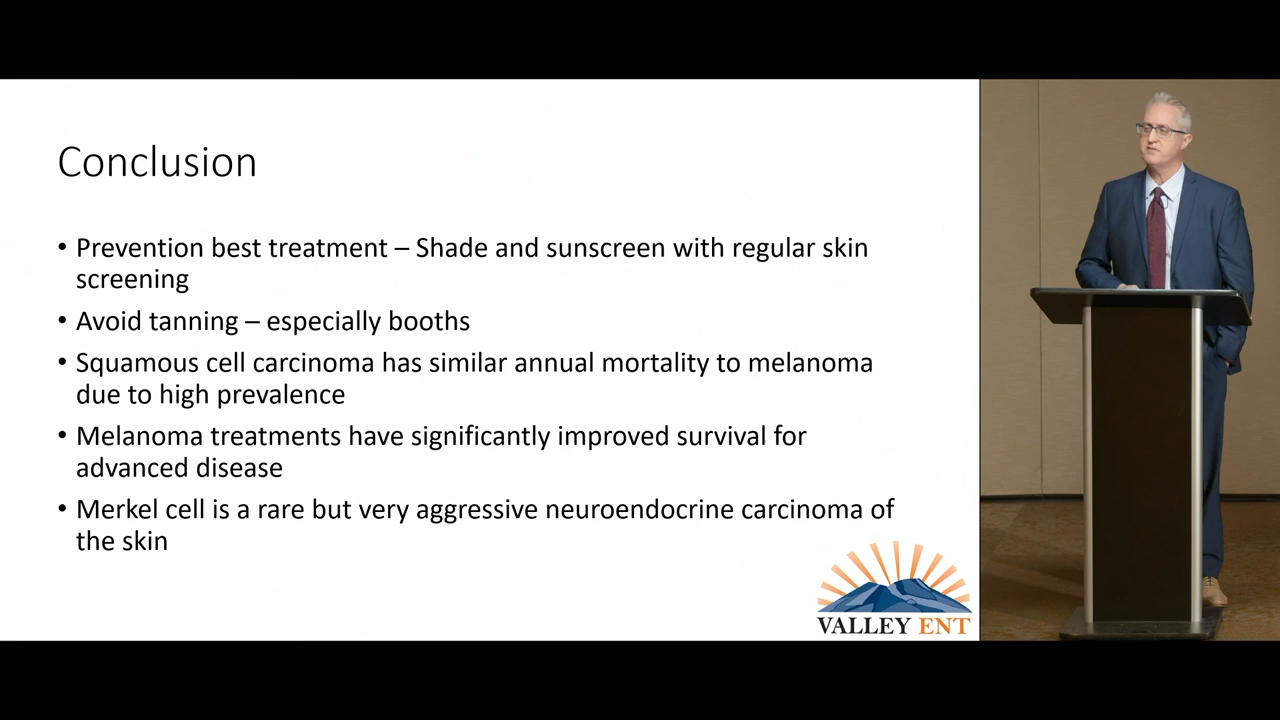 Conclusion
• Prevention best treatment – Shade and sunscreen with regular skin
screening
• Avoid tanning – especially booths
• Squamous cell carcinoma has similar annual mortality to melanoma
due to high prevalence
• Melanoma treatments have significantly improved survival for
advanced disease
• Merkel cell is a rare but very aggressive neuroendocrine carcinoma of
the skin
VALLEY ENT